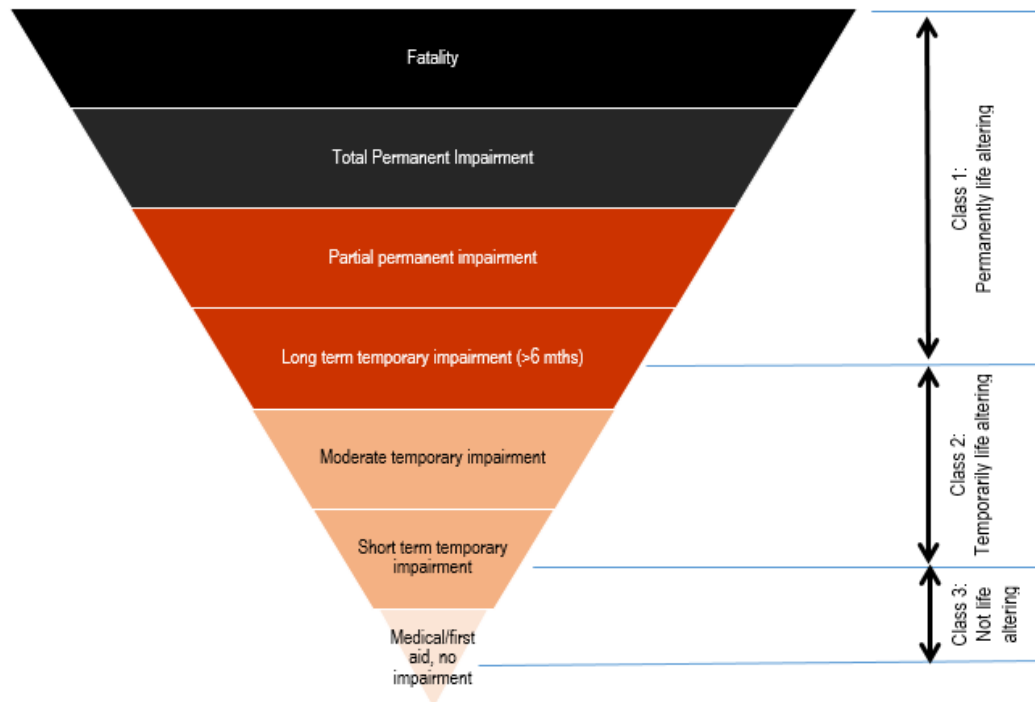 Fatality
Total Permanent Impairment
Partial permanent impairment
Long term temporary impairment (>6 mths)
Moderate temporary impairment
Short term temporary
impairment
Medical/first
aid, no
impairment
Class 1:
Permanently life altering
Class 2:
Temporarily life altering
Class 3:
Not life
altering